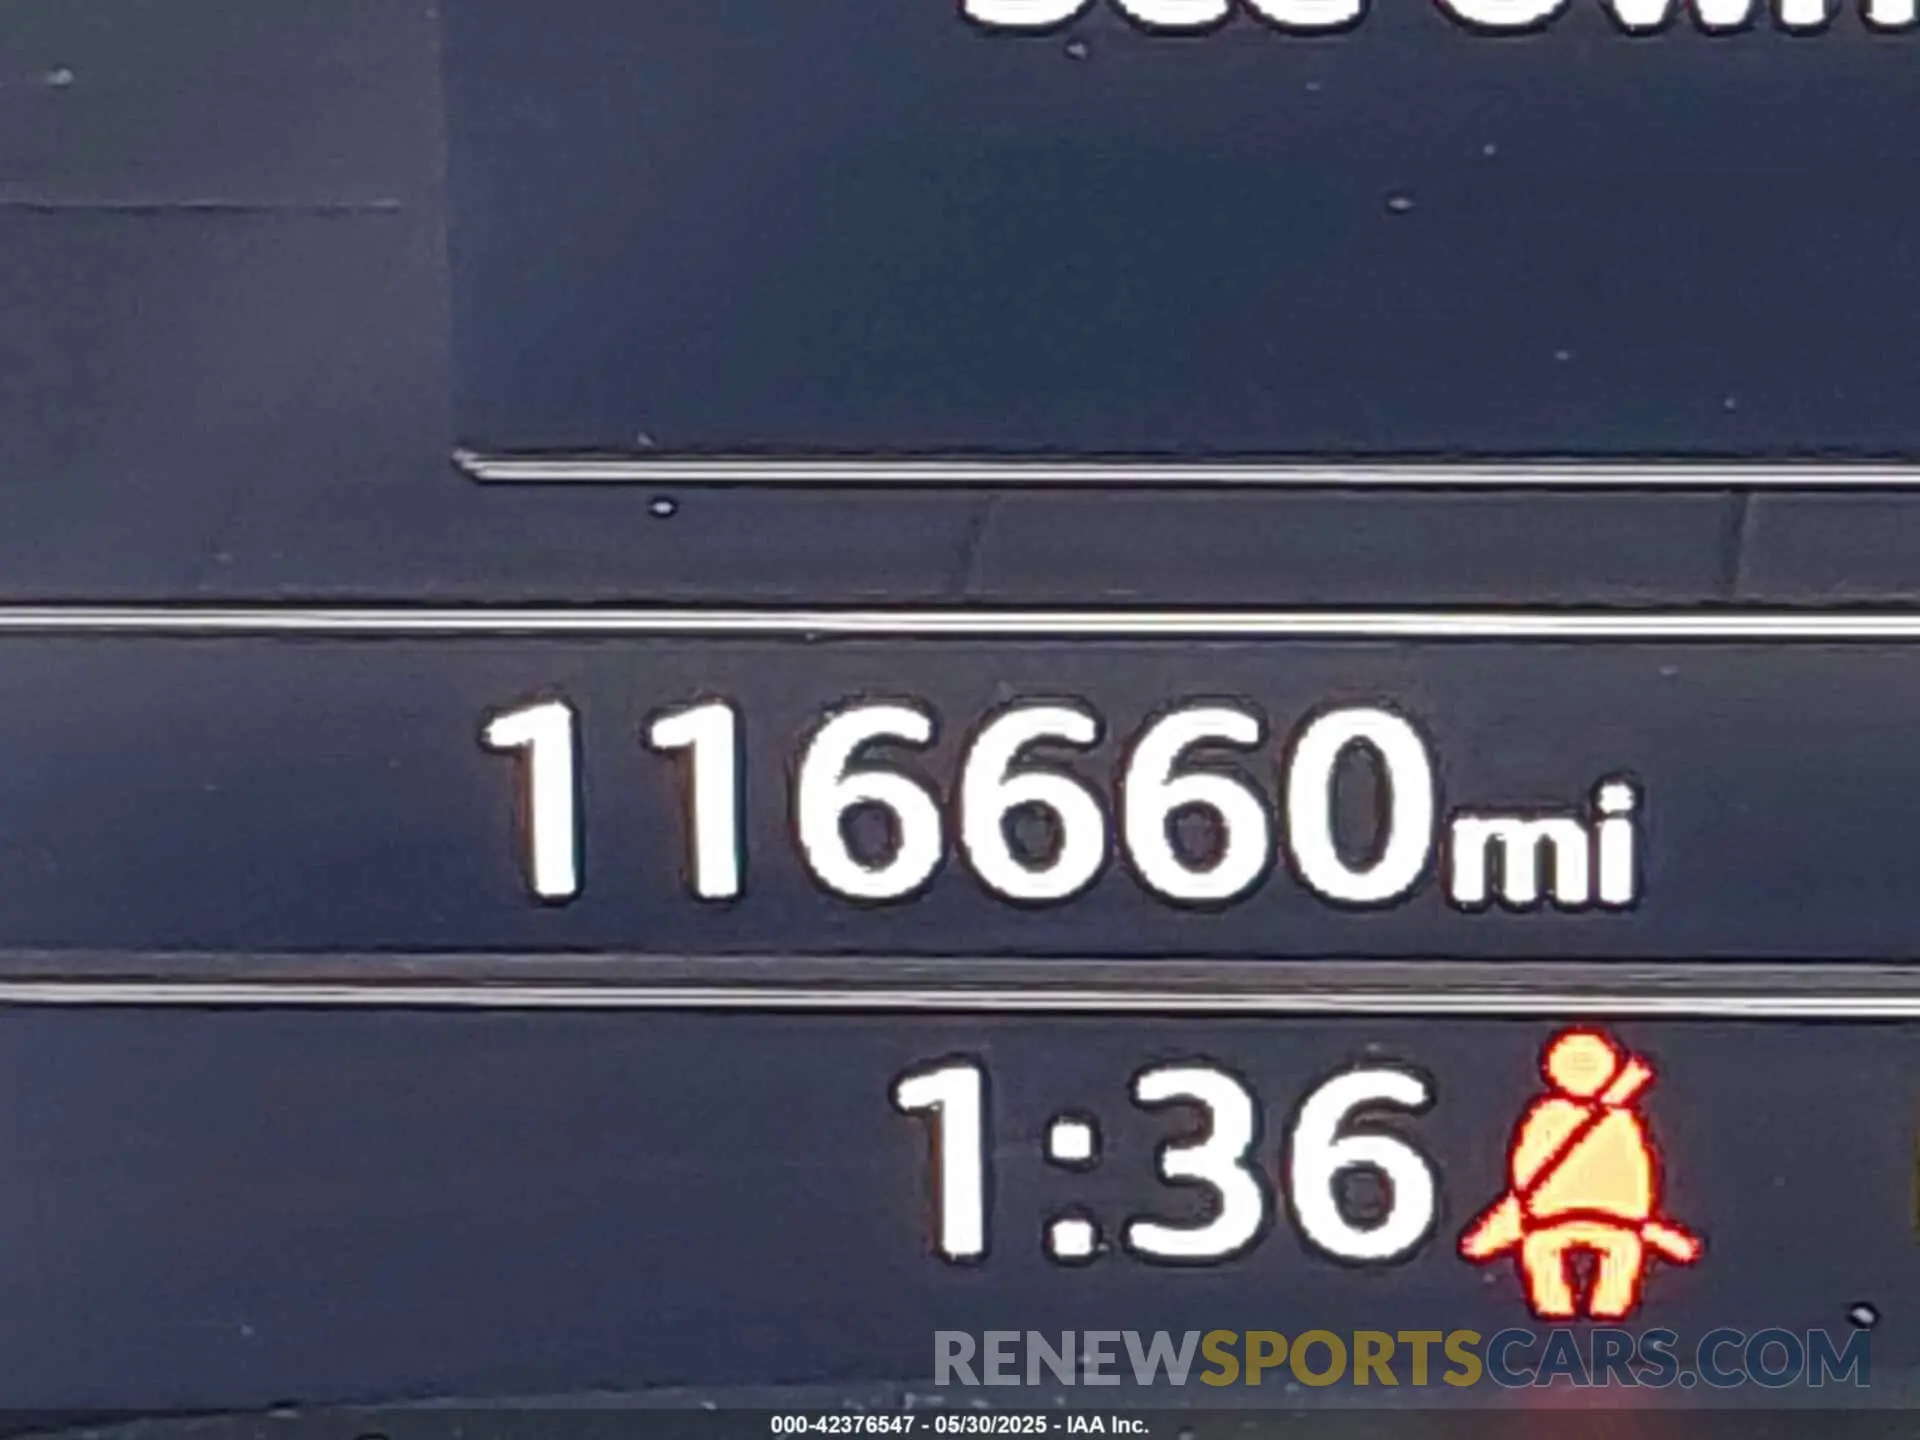 116660mi
1:36
RENEWSPORTSCARS.COM
000-42376547 - 05/30/2025 - IAA Inc.